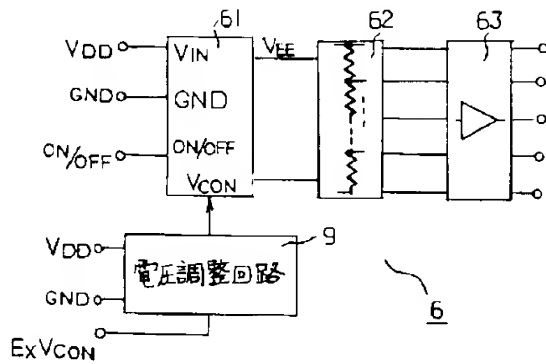 61
62
63
VDD
VIN
VEE
GND
GND
ON/OFF
ON/OFF
VCON
9
VDD
電圧調整回路
GND
6
EXVCON